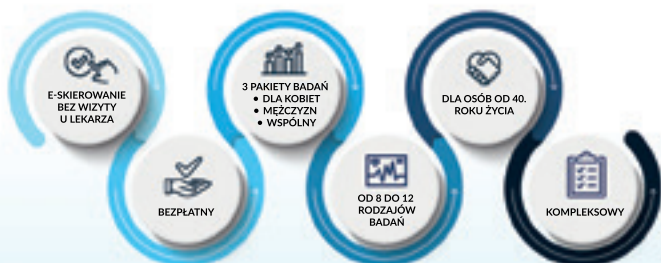 E-SKIEROWANIE
BEZ WIZYTY
U LEKARZA
BEZPŁATNY
3 PAKIETY BADAŃ
• DLA KOBIET
• MĘŻCZYZN
• WSPÓLNY
OD 8 DO 12
RODZAJÓW
BADAŃ
DLA OSÓB OD 40.
ROKU ŻYCIA
KOMPLEKSOWY